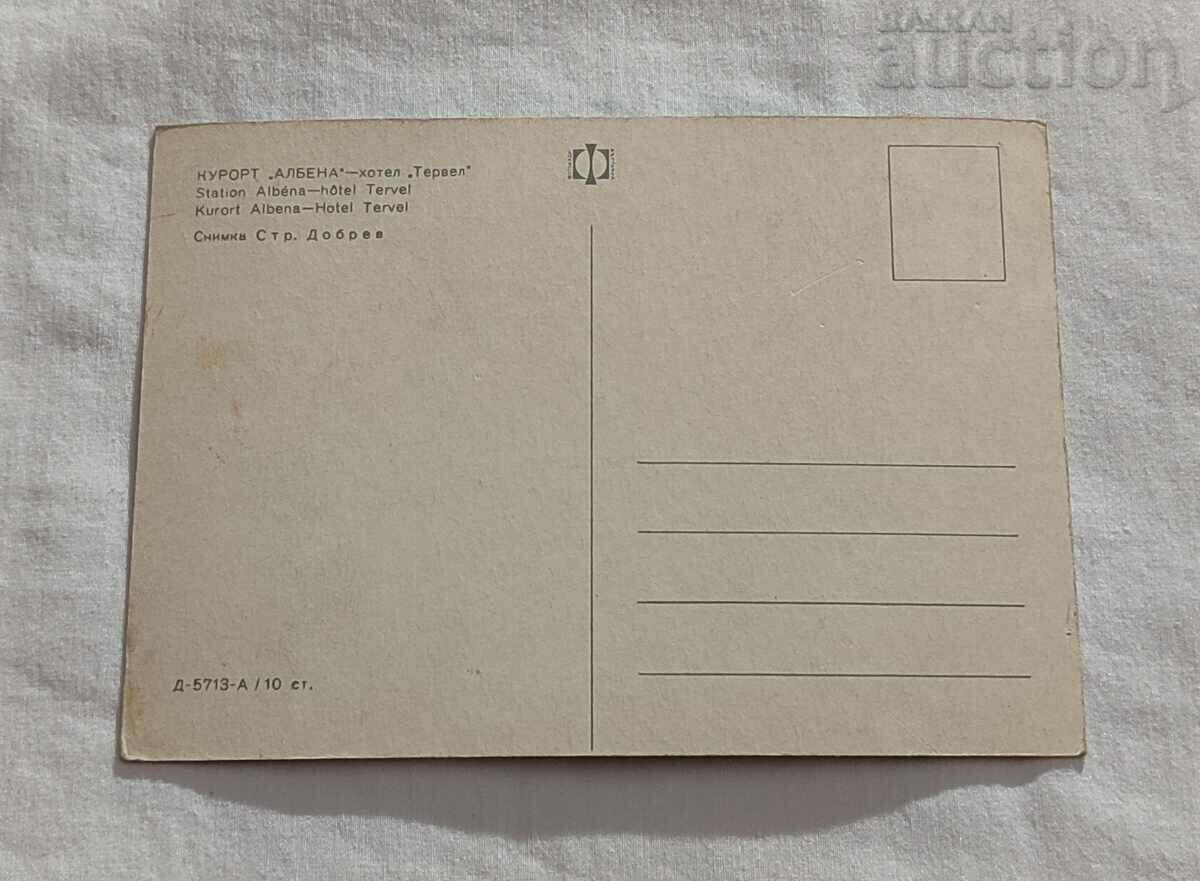 BALKAN
auction
КУРОРТ „АЛБЕНА"—хотел „Тервел"
Station Albéna—hôtel Tervel
Kurort Albena—Hotel Tervel
Снимка Стр. Добрев
Д-5713-А / 10 ст.